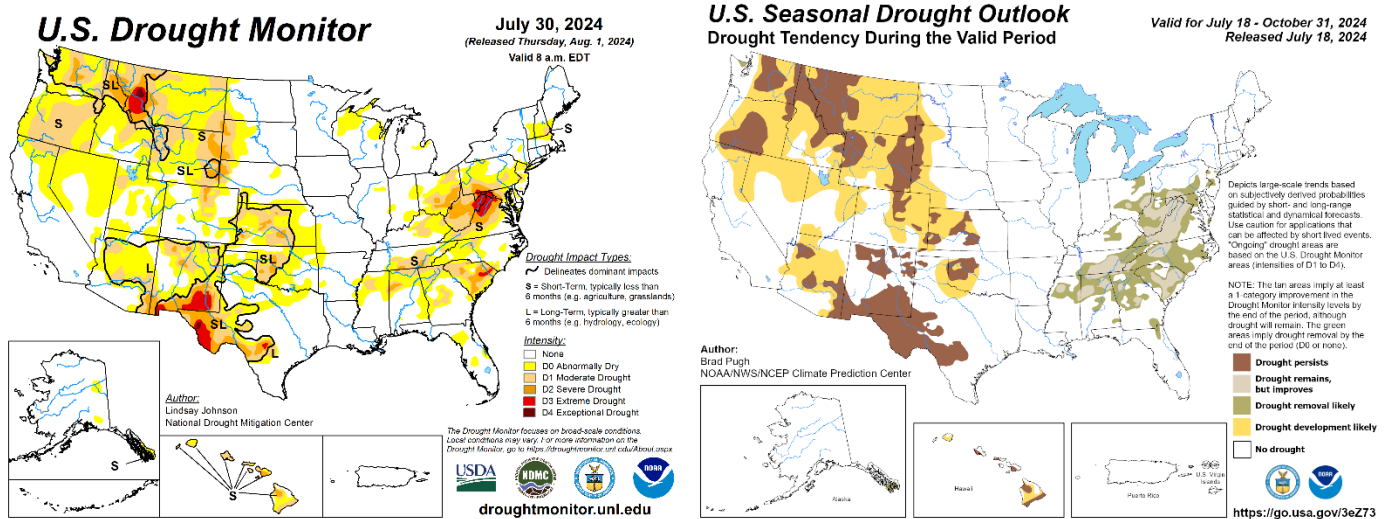 U.S. Drought Monitor
July 30, 2024
(Released Thursday, Aug. 1, 2024)
Valid 8 a.m. EDT
SL
S
S
SL
S
L
SL
SL
L
S
S
S
S
Drought Impact Types:
Delineates dominant impacts
S = Short-Term, typically less than
6 months (e.g. agriculture, grasslands)
L = Long-Term, typically greater than
6 months (e.g. hydrology, ecology)
Intensity:
None
D0 Abnormally Dry
D1 Moderate Drought
D2 Severe Drought
D3 Extreme Drought
D4 Exceptional Drought
Author:
Lindsay Johnson
National Drought Mitigation Center
The Drought Monitor focuses on broad-scale conditions.
Local conditions may vary. For more information on the
Drought Monitor, go to https://droughtmonitor.unl.edu/About.aspx
USDA
NDMC
NOAA
droughtmonitor.unl.edu
U.S. Seasonal Drought Outlook
Drought Tendency During the Valid Period
Valid for July 18 - October 31, 2024
Released July 18, 2024
Depicts large-scale trends based
on subjectively derived probabilities
guided by short- and long-range
statistical and dynamical forecasts.
Use caution for applications that
can be affected by short lived events.
"Ongoing" drought areas are
based on the U.S. Drought Monitor
areas (intensities of D1 to D4).
NOTE: The tan areas imply at least
a 1-category improvement in the
Drought Monitor intensity levels by
the end of the period, although
drought will remain. The green
areas imply drought removal by the
end of the period (D0 or none).
Author:
Brad Pugh
NOAA/NWS/NCEP Climate Prediction Center
Drought persists
Drought remains,
but improves
Drought removal likely
Drought development likely
No drought
Alaska
Hawaii
Puerto Rico
U.S. Virgin
Islands
NOAA
https://go.usa.gov/3eZ73